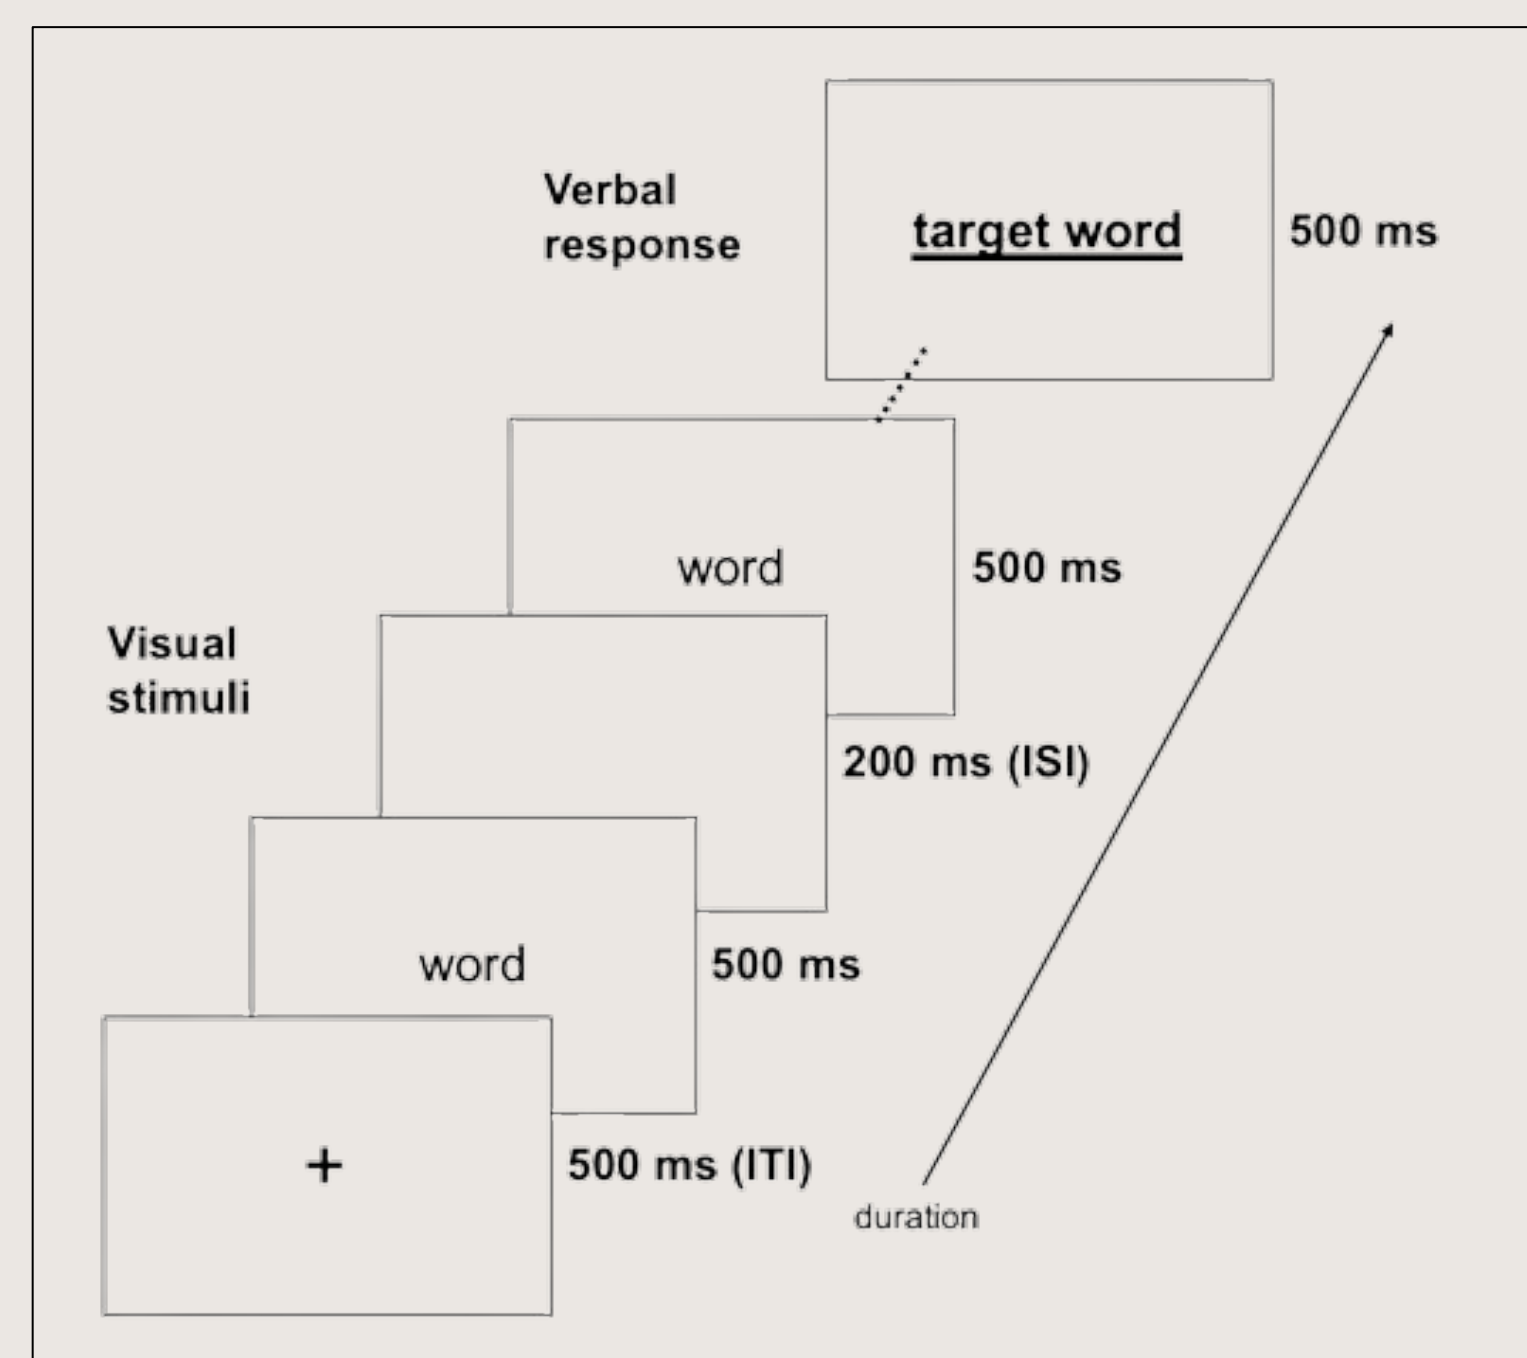 Verbal
response
target word
500 ms
word
500 ms
Visual
stimuli
200 ms (ISI)
word
500 ms
+
500 ms (ITI)
duration